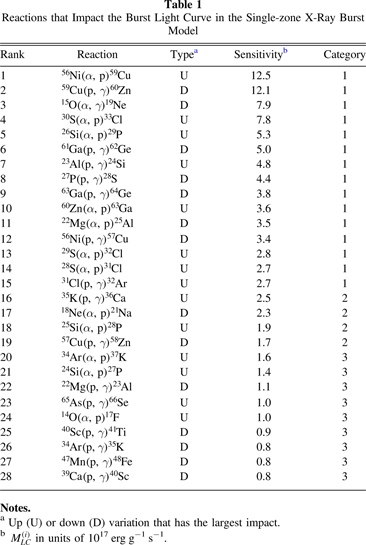 Table 1
Reactions that Impact the Burst Light Curve in the Single-zone X-Ray Burst
Model
Rank Reaction Type^a Sensitivity^b Category
1 ⁵⁶Ni(α, p)⁵⁹Cu U 12.5 1
2 ⁵⁹Cu(p, γ)⁶⁰Zn D 12.1 1
3 ¹⁵O(α, γ)¹⁹Ne D 7.9 1
4 ³⁰S(α, p)³³Cl U 7.8 1
5 ²⁶Si(α, p)²⁹P U 5.3 1
6 ⁶¹Ga(p, γ)⁶²Ge D 5.0 1
7 ²³Al(p, γ)²⁴Si U 4.8 1
8 ²⁷P(p, γ)²⁸S D 4.4 1
9 ⁶³Ga(p, γ)⁶⁴Ge D 3.8 1
10 ⁶⁰Zn(α, p)⁶³Ga U 3.6 1
11 ²²Mg(α, p)²⁵Al D 3.5 1
12 ⁵⁶Ni(p, γ)⁵⁷Cu D 3.4 1
13 ²⁹S(α, p)³²Cl U 2.8 1
14 ²⁸S(α, p)³¹Cl U 2.7 1
15 ³¹Cl(p, γ)³²Ar U 2.7 1
16 ³⁵K(p, γ)³⁶Ca U 2.5 2
17 ¹⁸Ne(α, p)²¹Na D 2.3 2
18 ²⁵Si(α, p)²⁸P U 1.9 2
19 ⁵⁷Cu(p, γ)⁵⁸Zn D 1.7 2
20 ³⁴Ar(α, p)³⁷K U 1.6 3
21 ²⁴Si(α, p)²⁷P U 1.4 3
22 ²²Mg(p, γ)²³Al D 1.1 3
23 ⁶⁵As(p, γ)⁶⁶Se U 1.0 3
24 ¹⁴O(α, p)¹⁷F U 1.0 3
25 ⁴⁰Sc(p, γ)⁴¹Ti D 0.9 3
26 ³⁴Ar(p, γ)³⁵K D 0.8 3
27 ⁴⁷Mn(p, γ)⁴⁸Fe D 0.8 3
28 ³⁹Ca(p, γ)⁴⁰Sc D 0.8 3
Notes.
^a Up (U) or down (D) variation that has the largest impact.
^b M_LC^(i) in units of 10¹⁷ erg g⁻¹ s⁻¹.